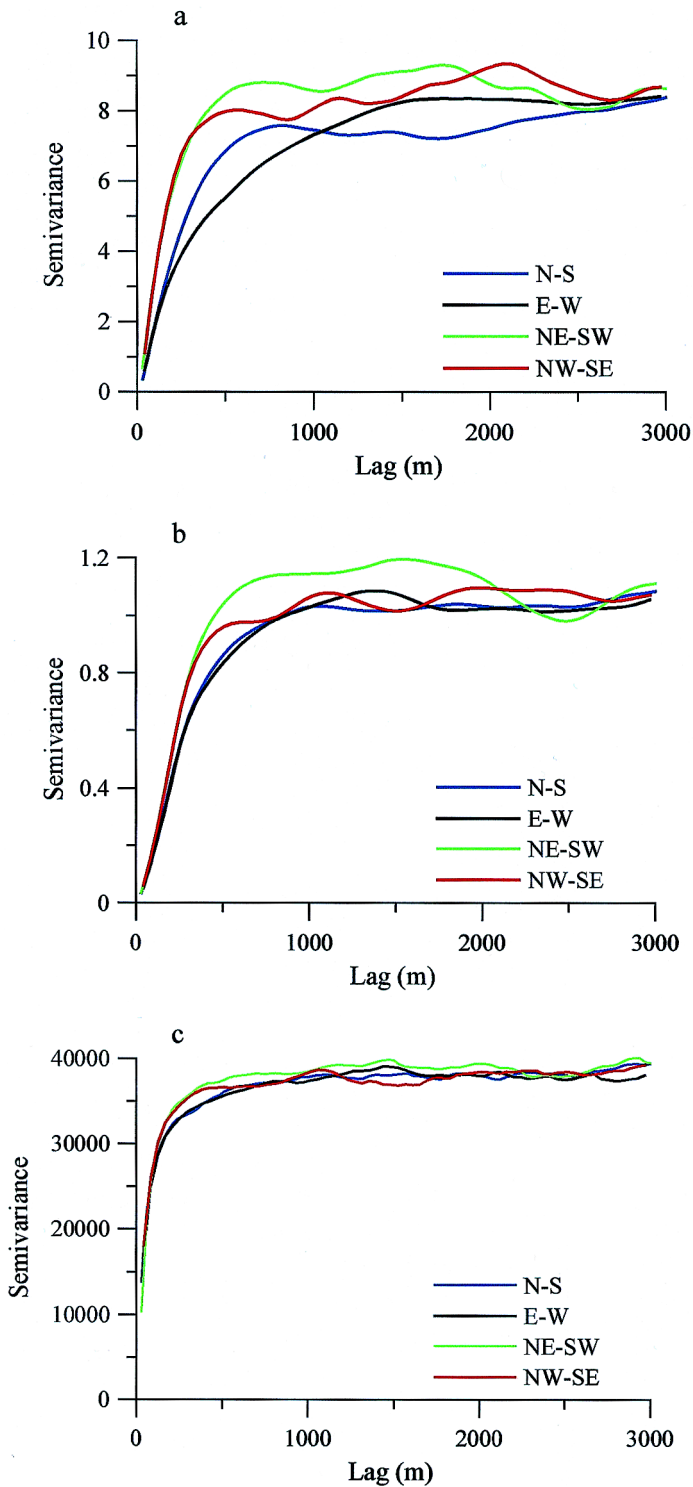 a
10
8
6
4
2
0
Semivariance
N-S
E-W
NE-SW
NW-SE
0 1000 2000 3000
Lag (m)
b
1.2
0.8
0.4
0
Semivariance
N-S
E-W
NE-SW
NW-SE
0 1000 2000 3000
Lag (m)
c
40000
30000
20000
10000
0
Semivariance
N-S
E-W
NE-SW
NW-SE
0 1000 2000 3000
Lag (m)